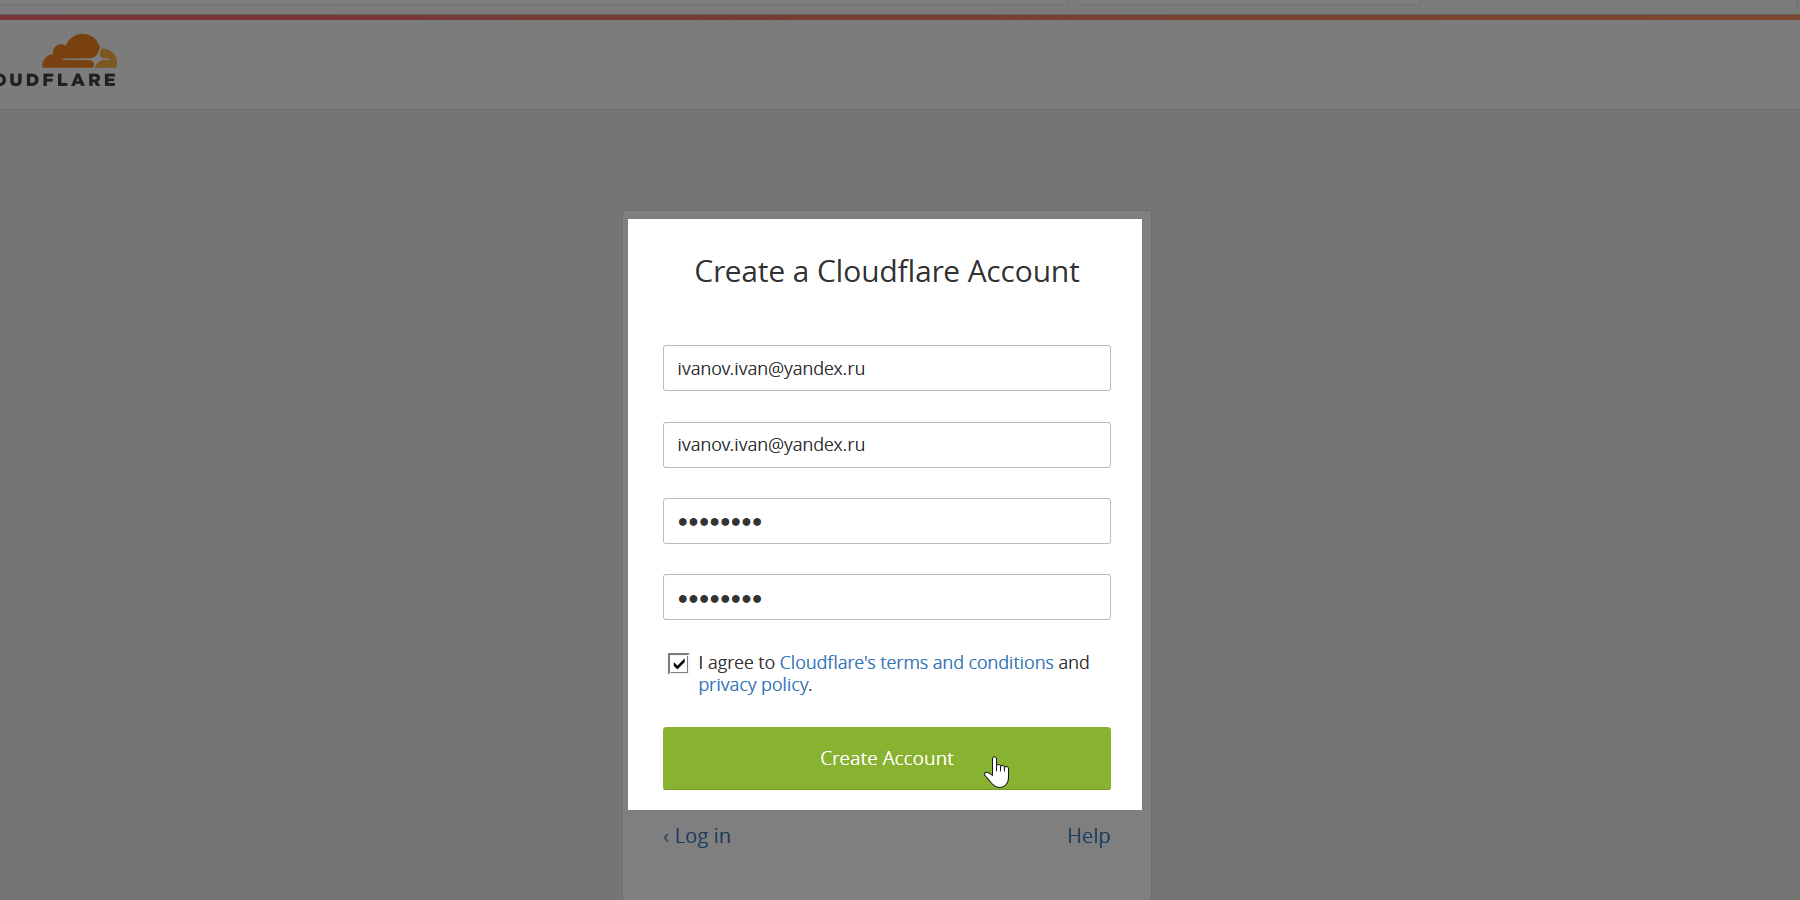 OUDFLARE
Create a Cloudflare Account
ivanov.ivan@yandex.ru
ivanov.ivan@yandex.ru
••••••••
••••••••
I agree to Cloudflare's terms and conditions and
privacy policy.
Create Account
‹ Log in
Help